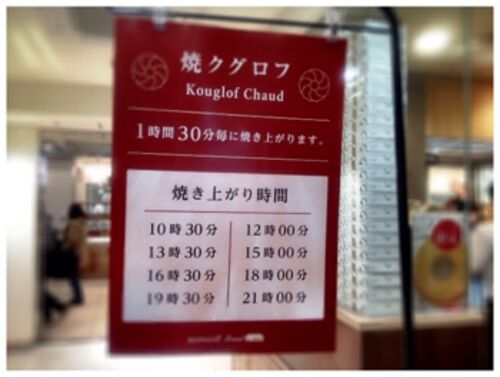 焼クグロフ
Kouglof Chaud
1時間30分毎に焼き上がります。
焼き上がり時間
10時30分 12時00分
13時30分 15時00分
16時30分 18時00分
19時30分 21時00分